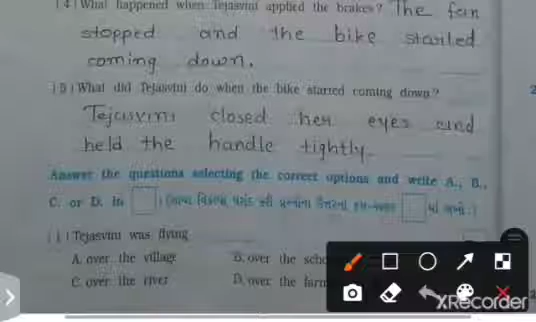 (4) What happened when Tejasvini applied the brakes? The fan
stopped and the bike started
coming down.
(5) What did Tejasvini do when the bike started coming down?
Tejasvini closed her eyes and
held the handle tightly.
Answer the questions selecting the correct options and write A., B.,
C. or D. in
(1) Tejasvini was flying
A. over the village B. over the
C. over the river D. over the farm
XRecorder